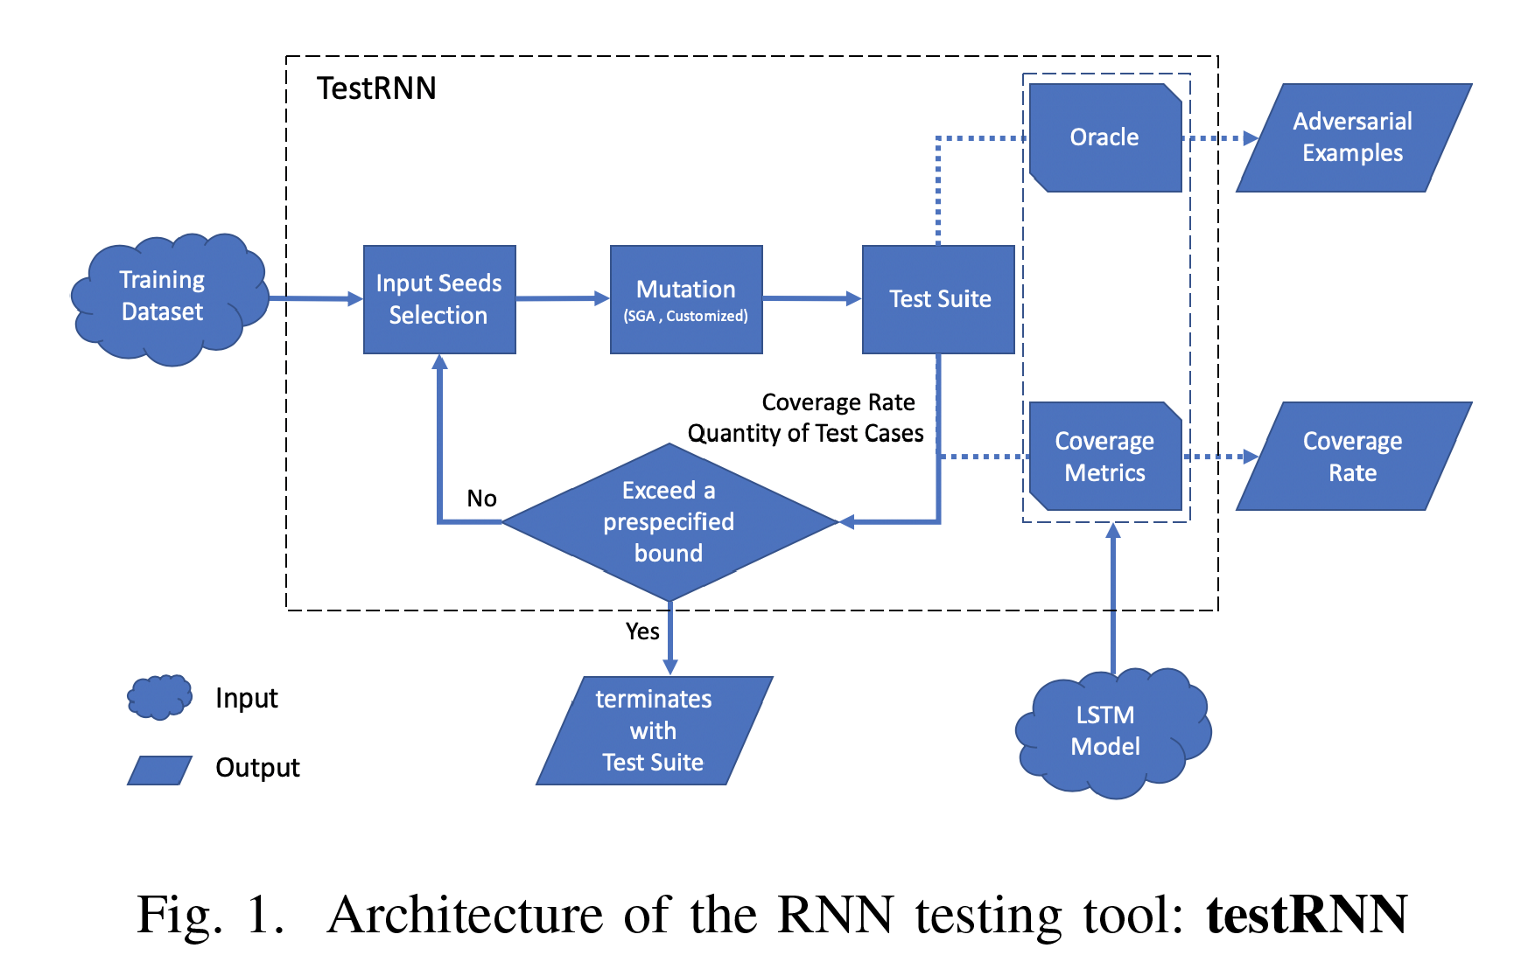 TestRNN
Oracle
Adversarial
Examples
Training
Dataset
Input Seeds
Selection
Mutation
(SGA , Customized)
Test Suite
Coverage Rate
Quantity of Test Cases
Coverage
Metrics
Coverage
Rate
No
Exceed a
prespecified
bound
Yes
terminates
with
Test Suite
LSTM
Model
Input
Output
Fig. 1. Architecture of the RNN testing tool: testRNN